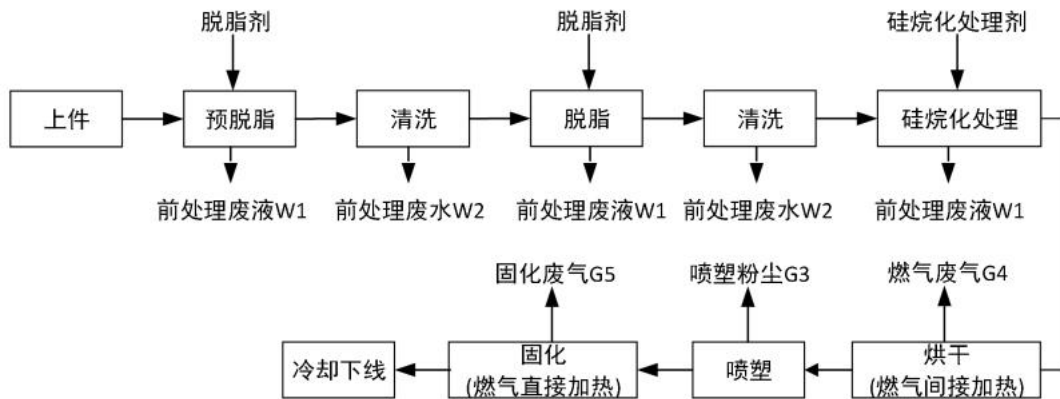 脱脂剂
脱脂剂
硅烷化处理剂
上件
预脱脂
清洗
脱脂
清洗
硅烷化处理
前处理废液W1
前处理废水W2
前处理废液W1
前处理废水W2
前处理废液W1
固化废气G5
喷塑粉尘G3
燃气废气G4
冷却下线
固化
(燃气直接加热)
喷塑
烘干
(燃气间接加热)